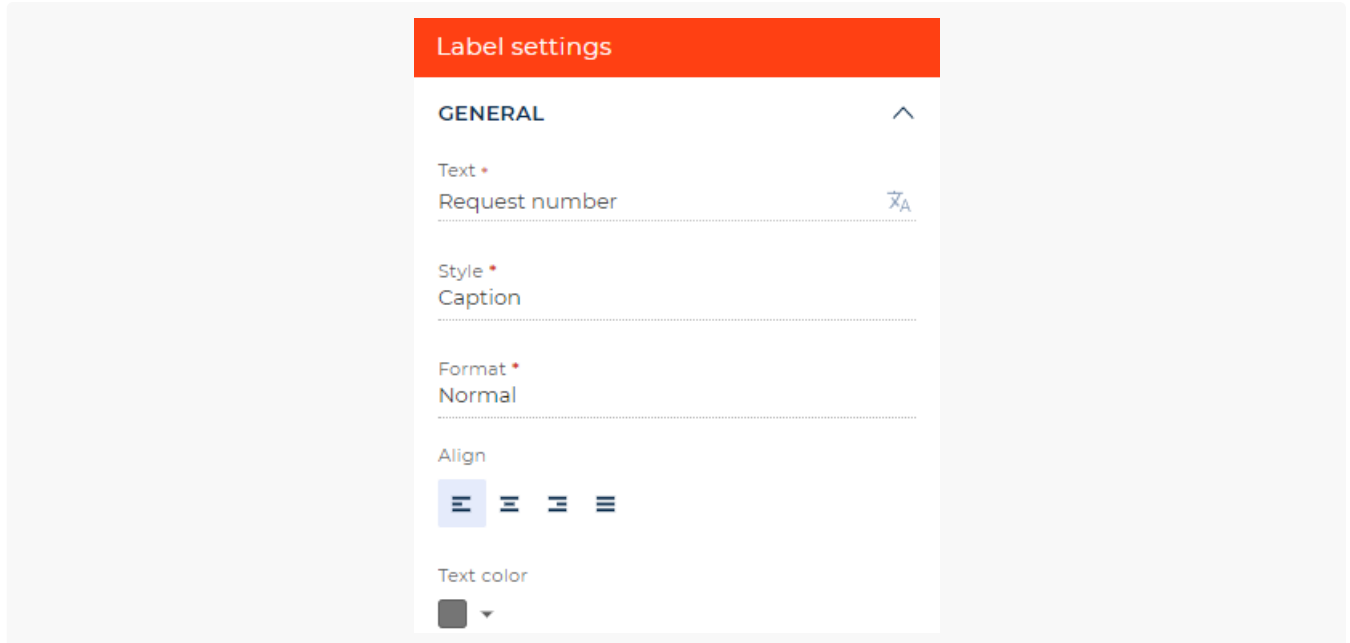 Label settings
GENERAL
Text *
Request number
Style *
Caption
Format *
Normal
Align
Text color